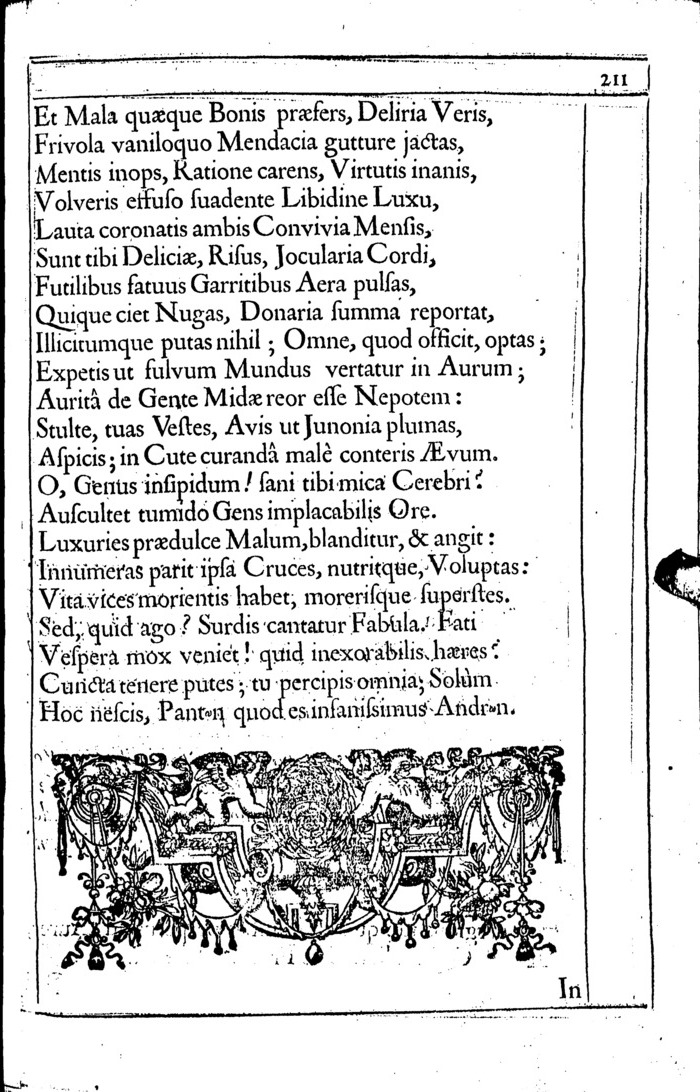 211
Et Mala quæque Bonis præfers, Deliria Veris,
Frivola vaniloquo Mendacia gutture jactas,
Mentis inops, Ratione carens, Virtutis inanis,
Volveris effuſo ſuadente Libidine Luxu,
Lauta coronatis ambis Convivia Menſis,
Sunt tibi Deliciæ, Riſus, Jocularia Cordi,
Futilibus fatuus Garritibus Aera pulſas,
Quique ciet Nugas, Donaria ſumma reportat,
Illicitumque putas nihil ; Omne, quod officit, optas ;
Expetis ut fulvum Mundus vertatur in Aurum ;
Auritâ de Gente Midæ reor eſſe Nepotem :
Stulte, tuas Veſtes, Avis ut Junonia plumas,
Aſpicis ; in Cute curandâ malè conteris Ævum.
O, Genus inſipidum ! ſani tibi mica Cerebri ?
Auſcultet tumido Gens implacabilis Ore.
Luxuries prædulce Malum, blanditur, & angit :
Innumeras parit ipſa Cruces, nutritque, Voluptas :
Vita vices morientis habet, moreriſque ſuperſtes.
Sed, quid ago ? Surdis cantatur Fabula. Fati
Veſpera mox veniet ! quid inexorabilis hæres ?
Cuncta tenere putes ; tu percipis omnia ; Solùm
Hoc neſcis, Pantωn quod es inſaniſſimus Andrωn.
In